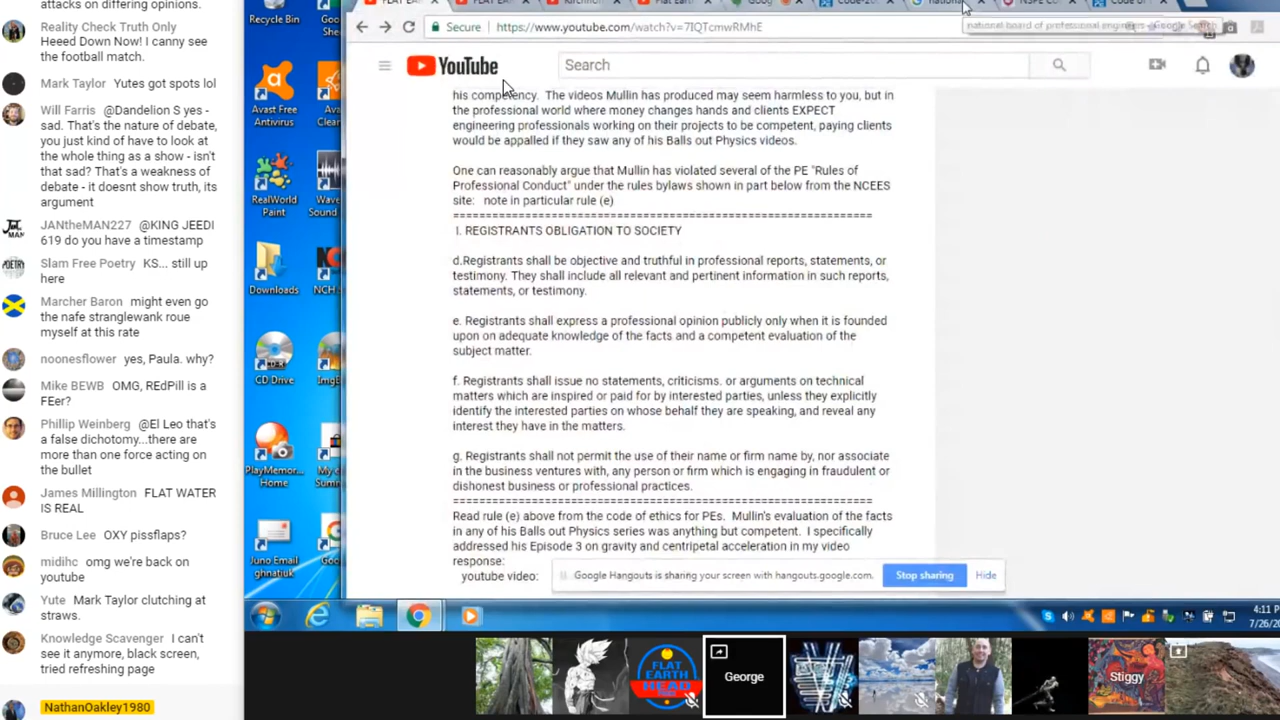 attacks on differing opinions.
Reality Check Truth Only
Heeed Down Now! I canny see
the football match.
Mark Taylor Yutes got spots lol
Will Farris @Dandelion S yes -
sad. That's the nature of debate,
you just kind of have to look at
the whole thing as a show - isn't
that sad? That's a weakness of
debate - it doesnt show truth, its
argument
JANtheMAN227 @KING JEEDI
619 do you have a timestamp
Slam Free Poetry KS... still up
here
Marcher Baron might even go
the nafe stranglewank roue
myself at this rate
noonesflower yes, Paula. why?
Mike BEWB OMG, REdPill is a
FEer?
Phillip Weinberg @El Leo that's
a false dichotomy...there are
more than one force acting on
the bullet
James Millington FLAT WATER
IS REAL
Bruce Lee OXY pissflaps?
midihc omg we're back on
youtube
Yute Mark Taylor clutching at
straws.
Knowledge Scavenger I can't
see it anymore, black screen,
tried refreshing page
NathanOakley1980
Recycle Bin
Avast Free
Antivirus
RealWorld
Paint
Downloads
CD Drive
PlayMemor...
Home
Juno Email
ghnatiuk
Secure https://www.youtube.com/watch?v=7IQTcmwRMhE
national board of professional engineers - Google Search
YouTube
Search
his competency. The videos Mullin has produced may seem harmless to you, but in
the professional world where money changes hands and clients EXPECT
engineering professionals working on their projects to be competent, paying clients
would be appalled if they saw any of his Balls out Physics videos.
One can reasonably argue that Mullin has violated several of the PE "Rules of
Professional Conduct" under the rules bylaws shown in part below from the NCEES
site: note in particular rule (e)
==============================================================
I. REGISTRANTS OBLIGATION TO SOCIETY
d.Registrants shall be objective and truthful in professional reports, statements, or
testimony. They shall include all relevant and pertinent information in such reports,
statements, or testimony.
e. Registrants shall express a professional opinion publicly only when it is founded
upon on adequate knowledge of the facts and a competent evaluation of the
subject matter.
f. Registrants shall issue no statements, criticisms. or arguments on technical
matters which are inspired or paid for by interested parties, unless they explicitly
identify the interested parties on whose behalf they are speaking, and reveal any
interest they have in the matters.
g. Registrants shall not permit the use of their name or firm name by, nor associate
in the business ventures with, any person or firm which is engaging in fraudulent or
dishonest business or professional practices.
==============================================================
Read rule (e) above from the code of ethics for PEs. Mullin's evaluation of the facts
in any of his Balls out Physics series was anything but competent. I specifically
addressed his Episode 3 on gravity and centripetal acceleration in my video
response:
youtube video:
Google Hangouts is sharing your screen with hangouts.google.com.
Stop sharing
Hide
4:11 P
7/26/20
FLAT
EARTH
HEAD
George
Stiggy